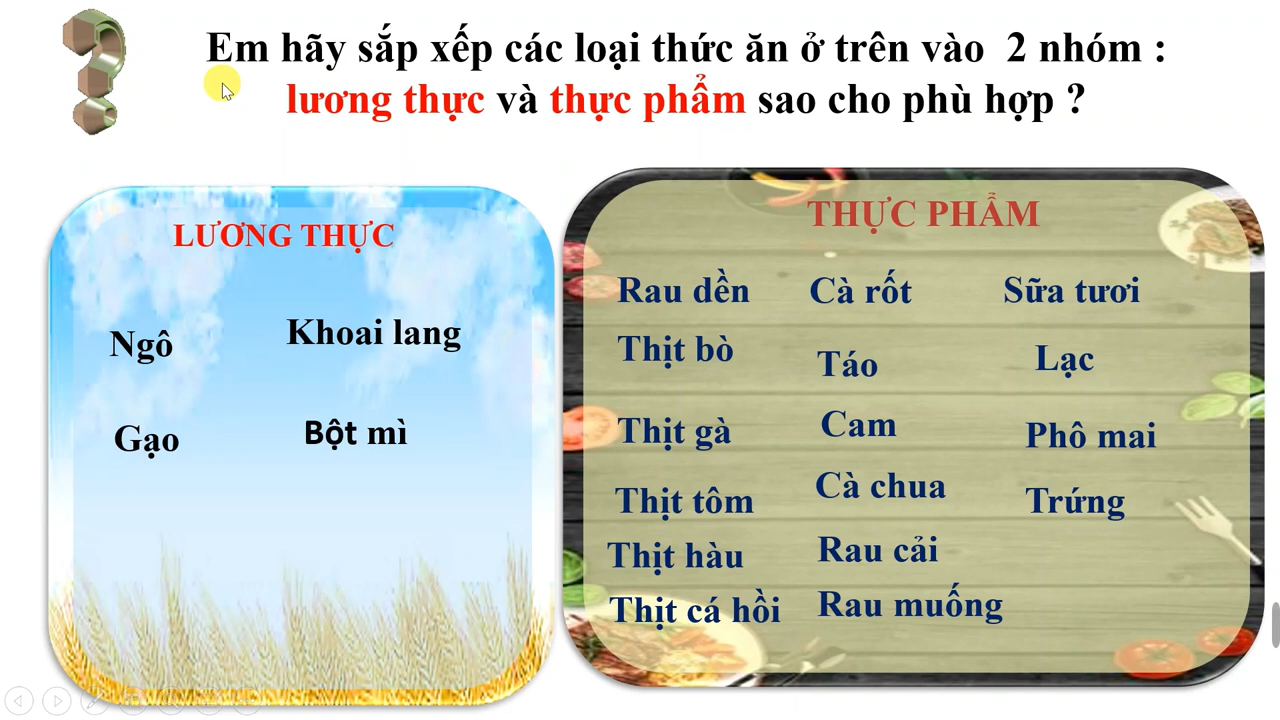 Em hãy sắp xếp các loại thức ăn ở trên vào 2 nhóm :
lương thực và thực phẩm sao cho phù hợp ?
LƯƠNG THỰC
Ngô
Khoai lang
Gạo
Bột mì
THỰC PHẨM
Rau dền
Cà rốt
Sữa tươi
Thịt bò
Táo
Lạc
Thịt gà
Cam
Phô mai
Thịt tôm
Cà chua
Trứng
Thịt hàu
Rau cải
Thịt cá hồi
Rau muống